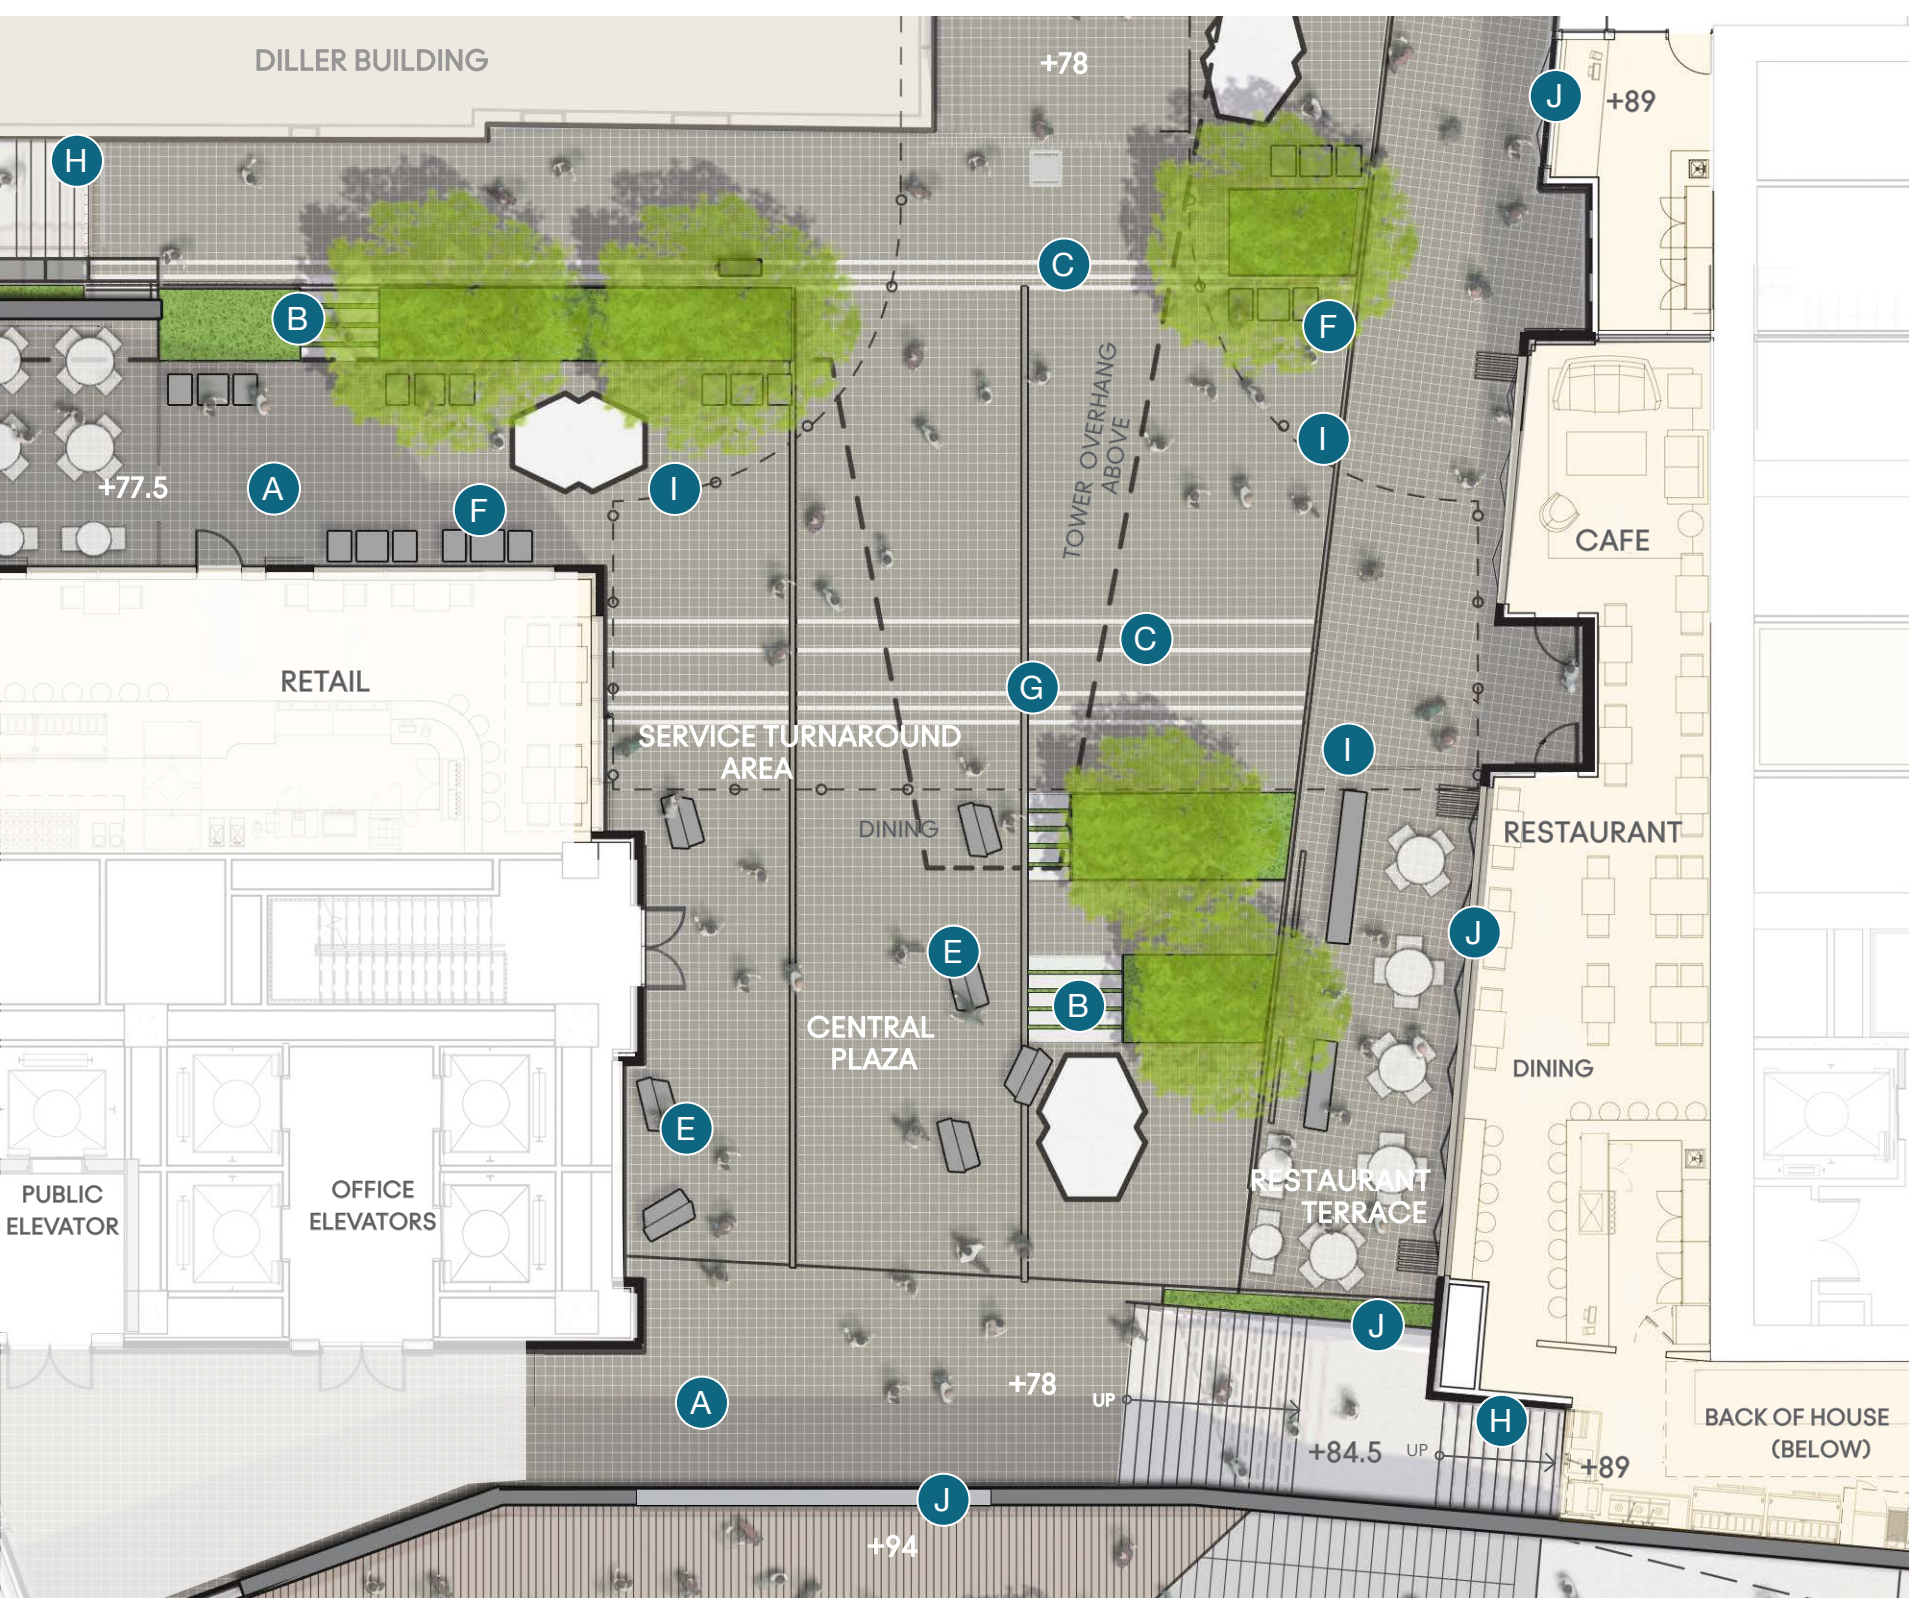 DILLER BUILDING
+78
J
+89
H
C
B
F
I
TOWER OVERHANG
ABOVE
+77.5
A
F
I
CAFE
C
RETAIL
G
SERVICE TURNAROUND
AREA
I
DINING
RESTAURANT
E
J
B
CENTRAL
PLAZA
DINING
E
RESTAURANT
TERRACE
PUBLIC
ELEVATOR
OFFICE
ELEVATORS
J
A
+78
UP
H
BACK OF HOUSE
(BELOW)
+84.5
UP
+89
J
+94